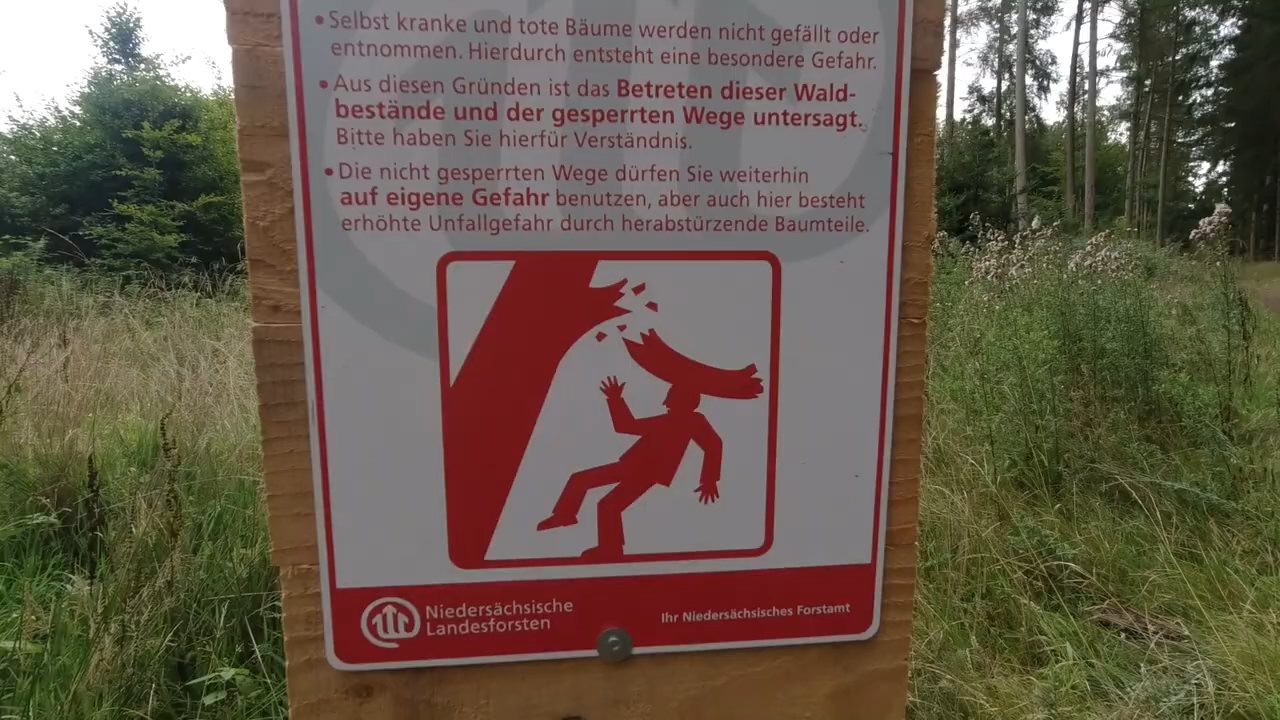 • Selbst kranke und tote Bäume werden nicht gefällt oder
entnommen. Hierdurch entsteht eine besondere Gefahr.
• Aus diesen Gründen ist das Betreten dieser Wald-
bestände und der gesperrten Wege untersagt.
Bitte haben Sie hierfür Verständnis.
• Die nicht gesperrten Wege dürfen Sie weiterhin
auf eigene Gefahr benutzen, aber auch hier besteht
erhöhte Unfallgefahr durch herabstürzende Baumteile.
Niedersächsische
Landesforsten
Ihr Niedersächsisches Forstamt